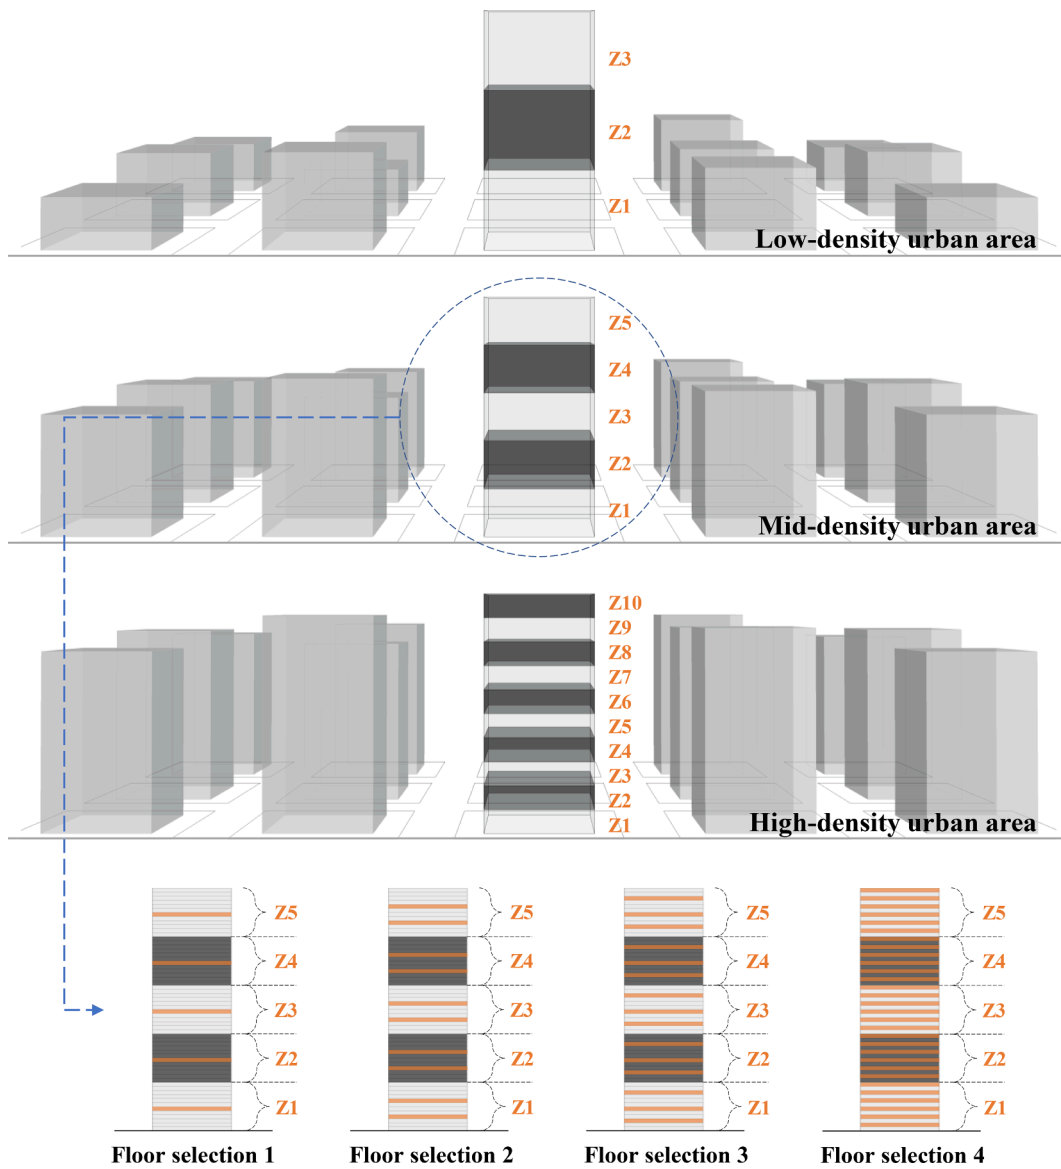 Z3
Z2
Z1
Low-density urban area
Z5
Z4
Z3
Z2
Z1
Mid-density urban area
Z10
Z9
Z8
Z7
Z6
Z5
Z4
Z3
Z2
Z1
High-density urban area
Z5 Z5 Z5 Z5
Z4 Z4 Z4 Z4
Z3 Z3 Z3 Z3
Z2 Z2 Z2 Z2
Z1 Z1 Z1 Z1
Floor selection 1 Floor selection 2 Floor selection 3 Floor selection 4